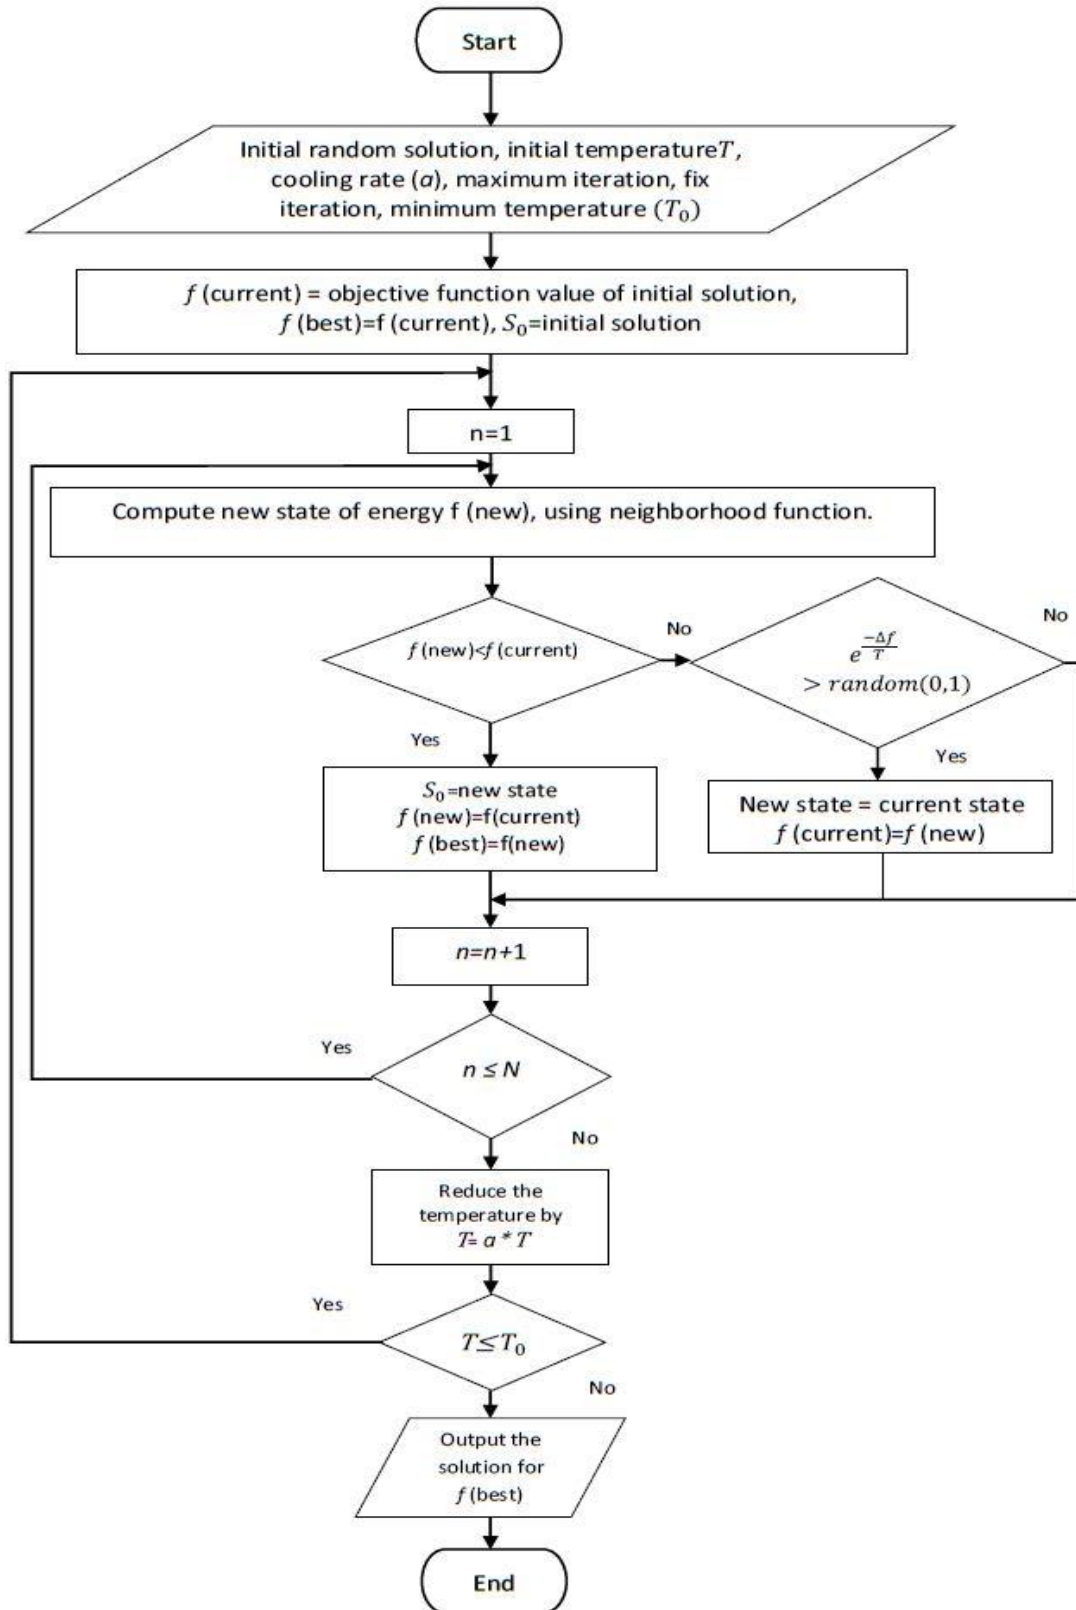 Start
Initial random solution, initial temperatureT,
cooling rate (a), maximum iteration, fix
iteration, minimum temperature (T₀)
f (current) = objective function value of initial solution,
f (best)=f (current), S₀=initial solution
n=1
Compute new state of energy f (new), using neighborhood function.
f (new)<f (current)
No
e^(-Δf/T)
> random(0,1)
No
Yes
Yes
S₀=new state
f (new)=f(current)
f (best)=f(new)
New state = current state
f (current)=f (new)
n=n+1
Yes
n ≤ N
No
Reduce the
temperature by
T= a * T
Yes
T≤T₀
No
Output the
solution for
f (best)
End